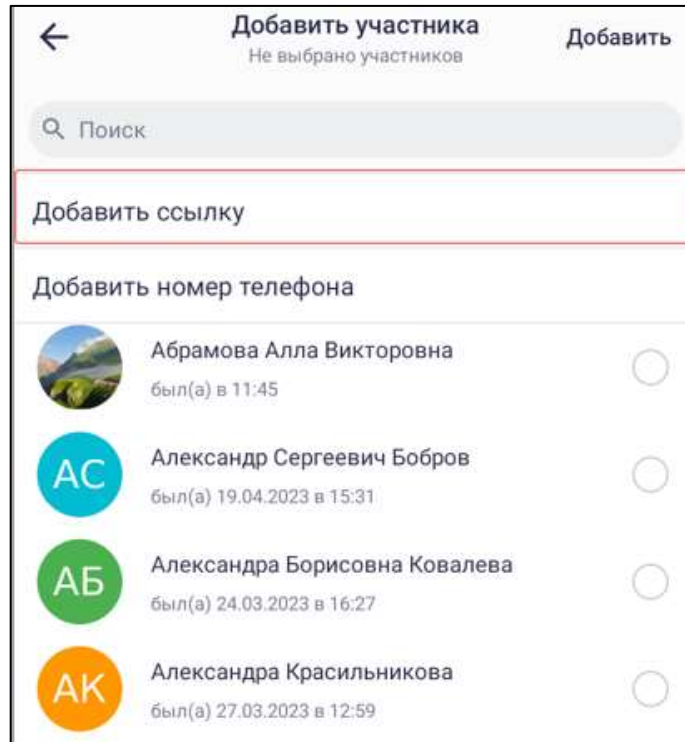 Добавить участника
Не выбрано участников
Добавить
Поиск
Добавить ссылку
Добавить номер телефона
Абрамова Алла Викторовна
был(а) в 11:45
АС
Александр Сергеевич Бобров
был(а) 19.04.2023 в 15:31
АБ
Александра Борисовна Ковалева
был(а) 24.03.2023 в 16:27
АК
Александра Красильникова
был(а) 27.03.2023 в 12:59